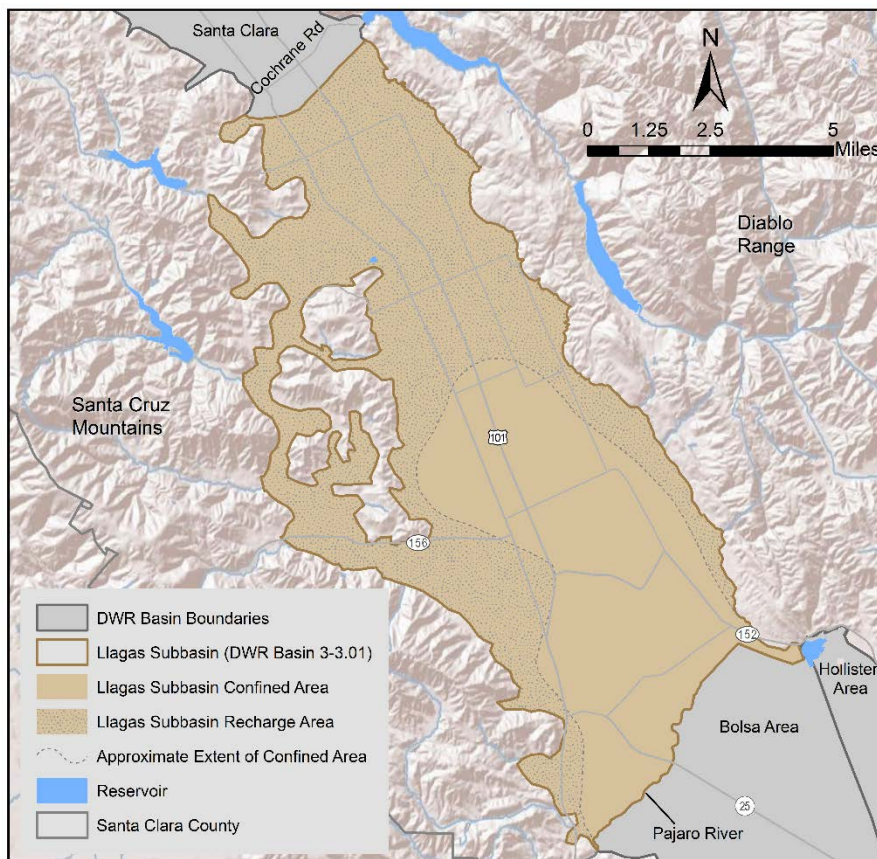 Santa Clara
Cochrane Rd
N
0 1.25 2.5 5
Miles
Diablo
Range
Santa Cruz
Mountains
101
156
152
Hollister
Area
Bolsa Area
25
Pajaro River
DWR Basin Boundaries
Llagas Subbasin (DWR Basin 3-3.01)
Llagas Subbasin Confined Area
Llagas Subbasin Recharge Area
Approximate Extent of Confined Area
Reservoir
Santa Clara County